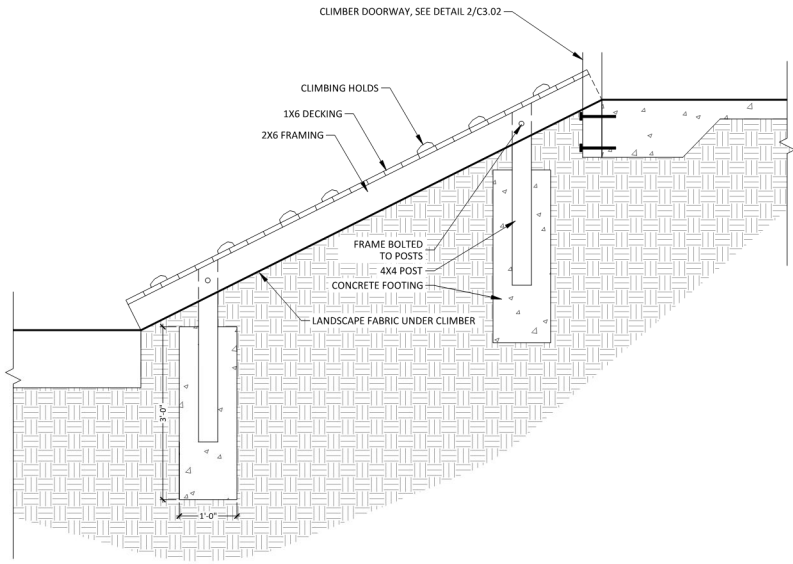 CLIMBER DOORWAY, SEE DETAIL 2/C3.02
CLIMBING HOLDS
1X6 DECKING
2X6 FRAMING
FRAME BOLTED
TO POSTS
4X4 POST
CONCRETE FOOTING
LANDSCAPE FABRIC UNDER CLIMBER
3'-0"
1'-0"